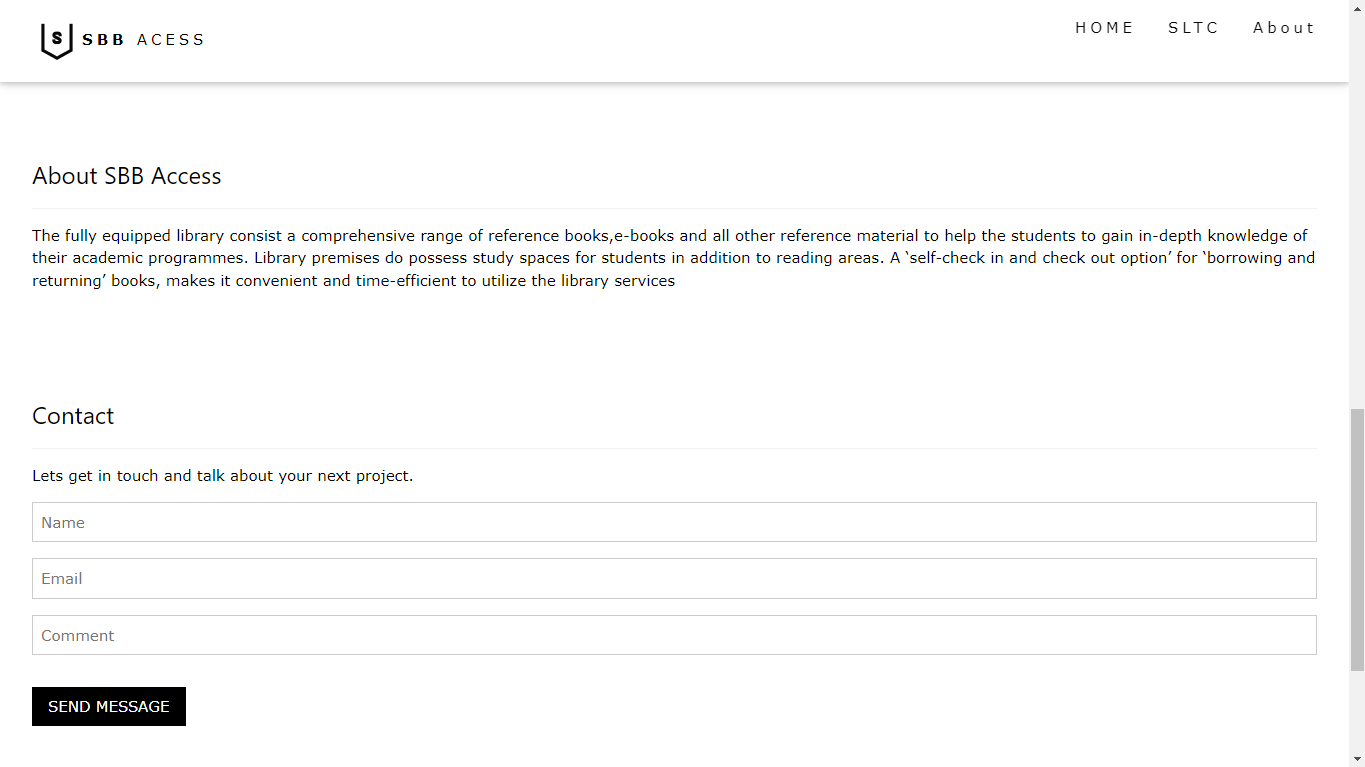 S SBB ACESS
HOME SLTC About
About SBB Access
The fully equipped library consist a comprehensive range of reference books,e-books and all other reference material to help the students to gain in-depth knowledge of
their academic programmes. Library premises do possess study spaces for students in addition to reading areas. A ‘self-check in and check out option’ for ‘borrowing and
returning’ books, makes it convenient and time-efficient to utilize the library services
Contact
Lets get in touch and talk about your next project.
Name
Email
Comment
SEND MESSAGE